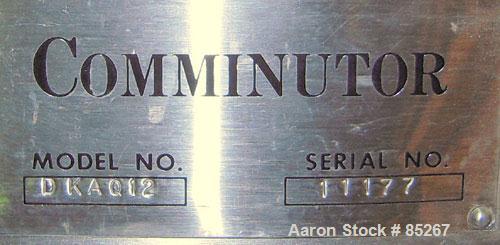 COMMINUTOR
MODEL NO. SERIAL NO.
DKAQ12 11177
Aaron Stock # 85267